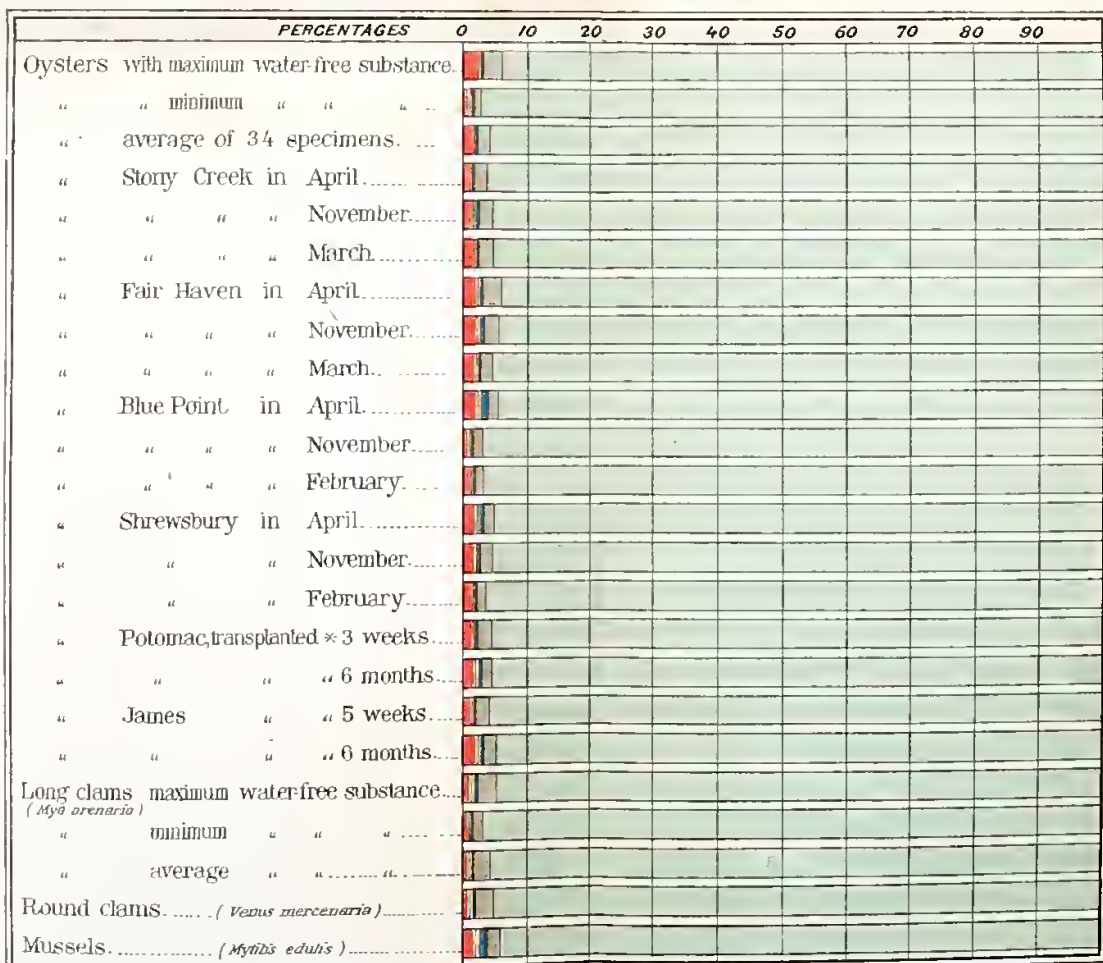 PERCENTAGES 0 10 20 30 40 50 60 70 80 90
Oysters with maximum water-free substance...
" " minimum " " " ...
" average of 34 specimens. ...
" Stony Creek in April..........
" " " " November........
" " " " March.............
" Fair Haven in April..........
" " " " November........
" " " " March.. ........
" Blue Point in April..........
" " " " November........
" " " " February.....
" Shrewsbury in April..........
" " " November........
" " " February........
" Potomac, transplanted * 3 weeks.....
" " " " 6 months....
" James " " 5 weeks.....
" " " " 6 months....
Long clams maximum water-free substance...
(Mya arenaria)
" minimum " " " .... ....
" average " " ........ " ........
Round clams....... (Venus mercenaria)...........
Mussels.............. (Mytilis edulis)..................